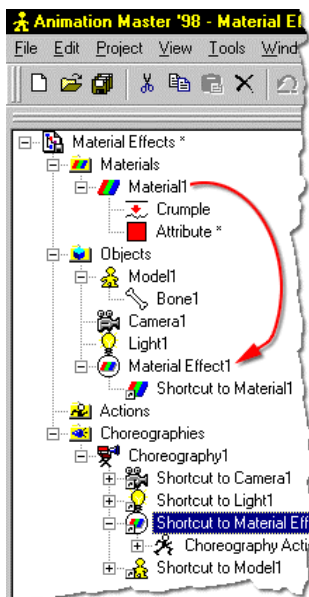 Animation Master '98 - Material Ef
File Edit Project View Tools Wind
Material Effects *
Materials
Material1
Crumple
Attribute *
Objects
Model1
Bone1
Camera1
Light1
Material Effect1
Shortcut to Material1
Actions
Choreographies
Choreography1
Shortcut to Camera1
Shortcut to Light1
Shortcut to Material Eff
Choreography Acti
Shortcut to Model1